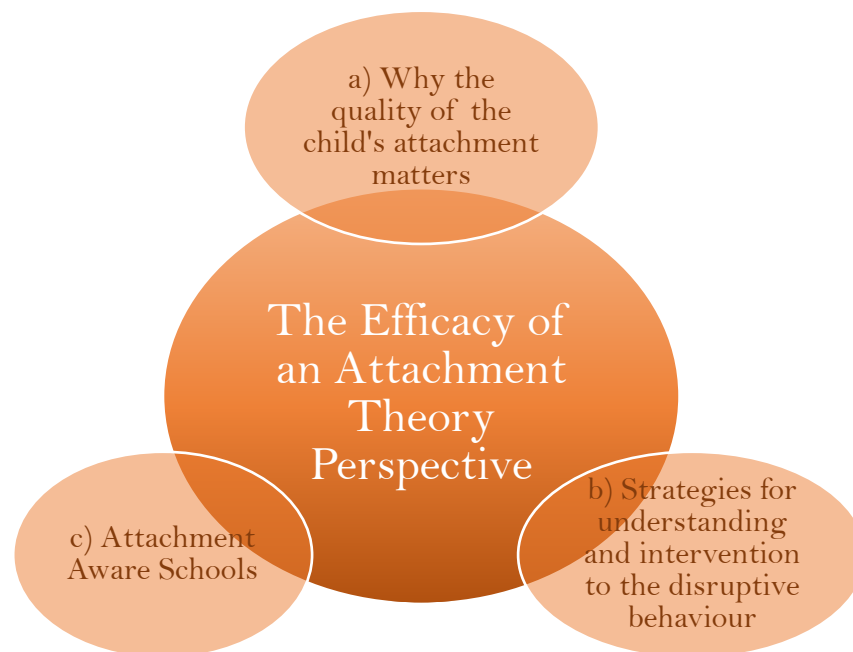 a) Why the
quality of the
child's attachment
matters
The Efficacy of
an Attachment
Theory
Perspective
c) Attachment
Aware Schools
b) Strategies for
understanding
and intervention
to the disruptive
behaviour